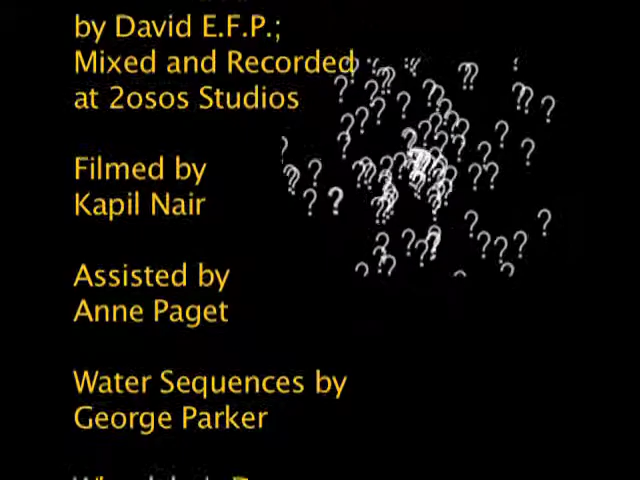 by David E.F.P.;
Mixed and Recorded
at 2osos Studios
Filmed by
Kapil Nair
Assisted by
Anne Paget
Water Sequences by
George Parker